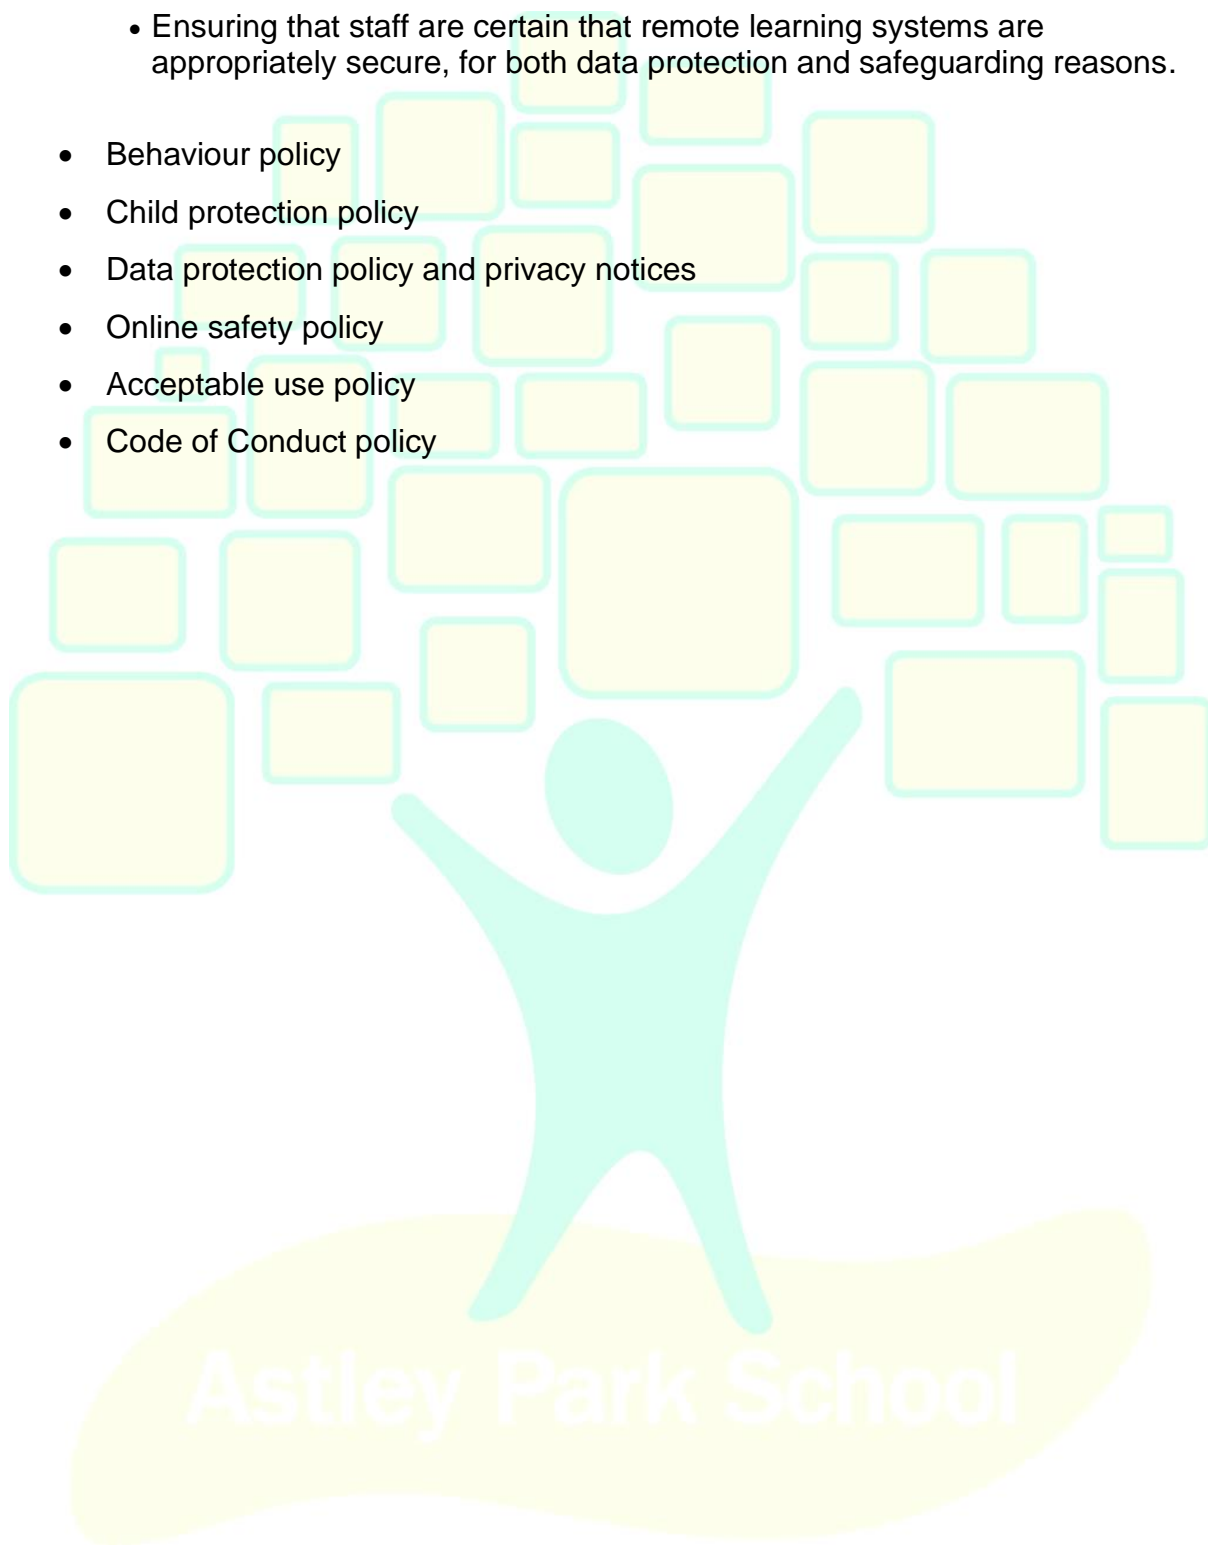 • Ensuring that staff are certain that remote learning systems are
appropriately secure, for both data protection and safeguarding reasons.
• Behaviour policy
• Child protection policy
• Data protection policy and privacy notices
• Online safety policy
• Acceptable use policy
• Code of Conduct policy
Astley Park School